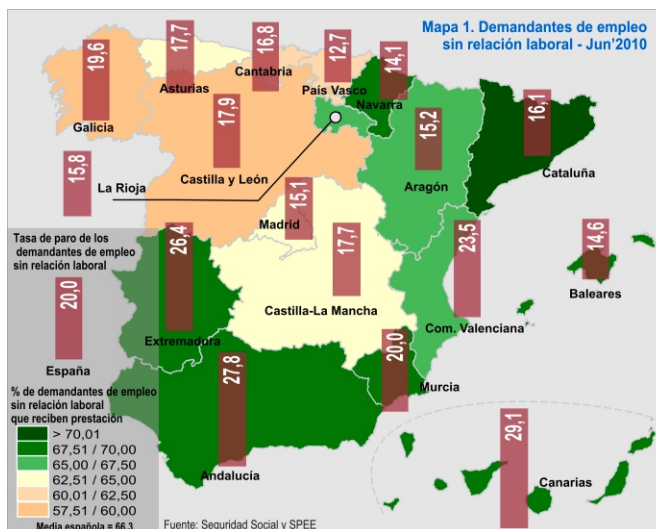 Mapa 1. Demandantes de empleo
sin relación laboral - Jun'2010
19,6
Galicia
17,7
Asturias
16,8
Cantabria
12,7
País Vasco
14,1
Navarra
17,9
Castilla y León
15,2
Aragón
16,1
Cataluña
15,8
La Rioja
15,1
Madrid
17,7
Castilla-La Mancha
23,5
Com. Valenciana
14,6
Baleares
26,4
Extremadura
27,8
Andalucía
20,0
Murcia
29,1
Canarias
Tasa de paro de los
demandantes de empleo
sin relación laboral
20,0
España
% de demandantes de empleo
sin relación laboral
que reciben prestación
> 70,01
67,51 / 70,00
65,00 / 67,50
62,51 / 65,00
60,01 / 62,50
57,51 / 60,00
Media española = 66,3
Fuente: Seguridad Social y SPEE